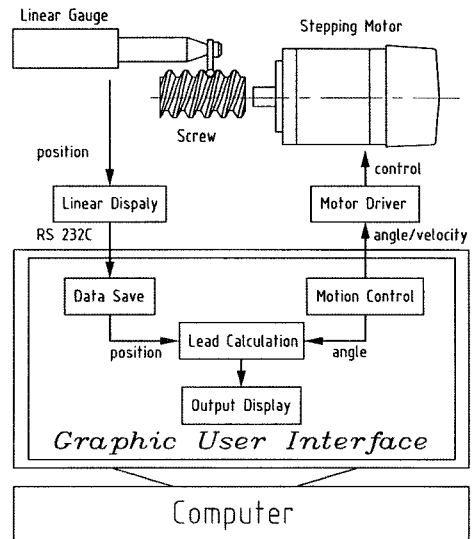 Linear Gauge
Stepping Motor
Screw
position
control
Linear Dispaly
Motor Driver
RS 232C
angle/velocity
Data Save
Motion Control
position
Lead Calculation
angle
Output Display
Graphic User Interface
Computer